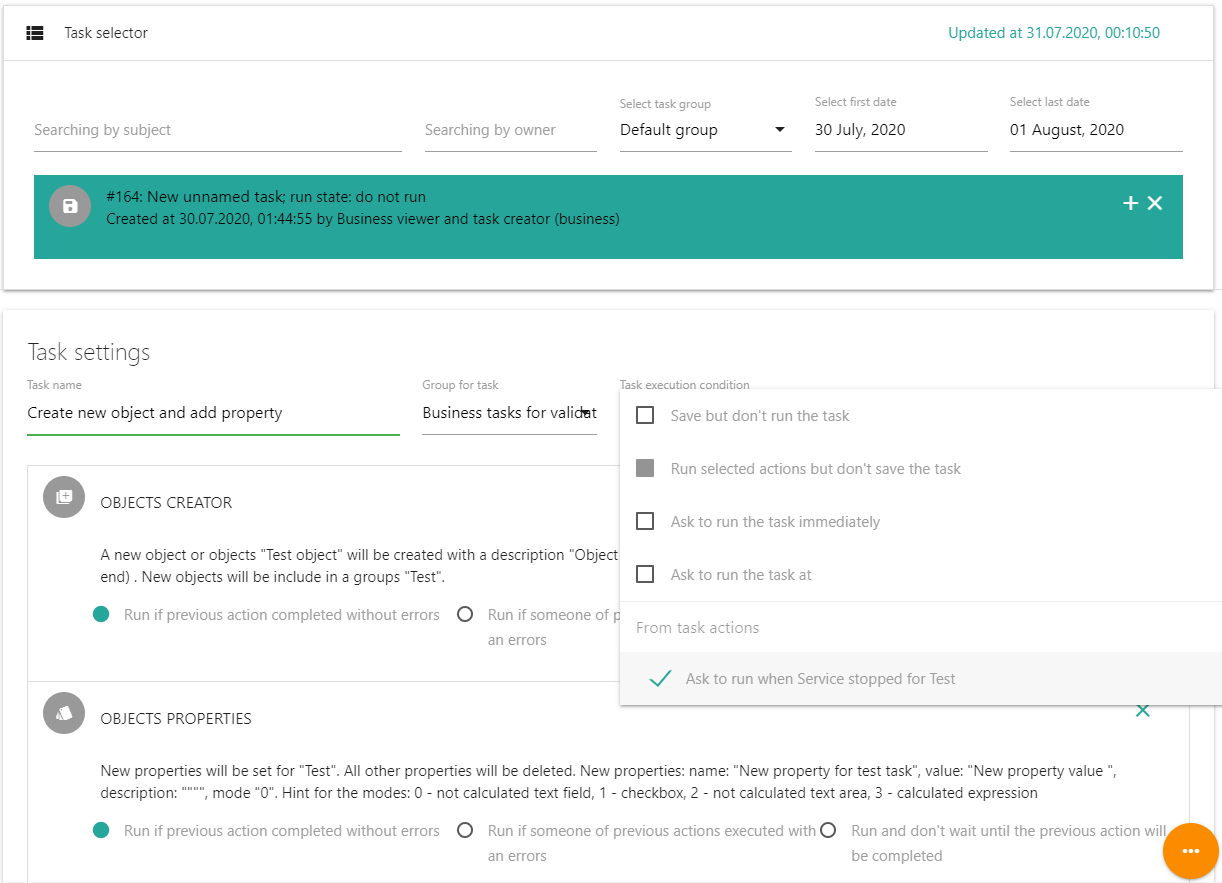 Task selector
Updated at 31.07.2020, 00:10:50
Select task group
Select first date
Select last date
Searching by subject
Searching by owner
Default group
30 July, 2020
01 August, 2020
#164: New unnamed task; run state: do not run
Created at 30.07.2020, 01:44:55 by Business viewer and task creator (business)
Task settings
Task name
Group for task
Task execution condition
Create new object and add property
Business tasks for validat
Save but don't run the task
Run selected actions but don't save the task
Ask to run the task immediately
Ask to run the task at
From task actions
Ask to run when Service stopped for Test
OBJECTS CREATOR
A new object or objects "Test object" will be created with a description "Object
end) . New objects will be include in a groups "Test".
Run if previous action completed without errors
Run if someone of p
an errors
OBJECTS PROPERTIES
New properties will be set for "Test". All other properties will be deleted. New properties: name: "New property for test task", value: "New property value ",
description: """", mode "0". Hint for the modes: 0 - not calculated text field, 1 - checkbox, 2 - not calculated text area, 3 - calculated expression
Run if previous action completed without errors
Run if someone of previous actions executed with
an errors
Run and don't wait until the previous action will
be completed